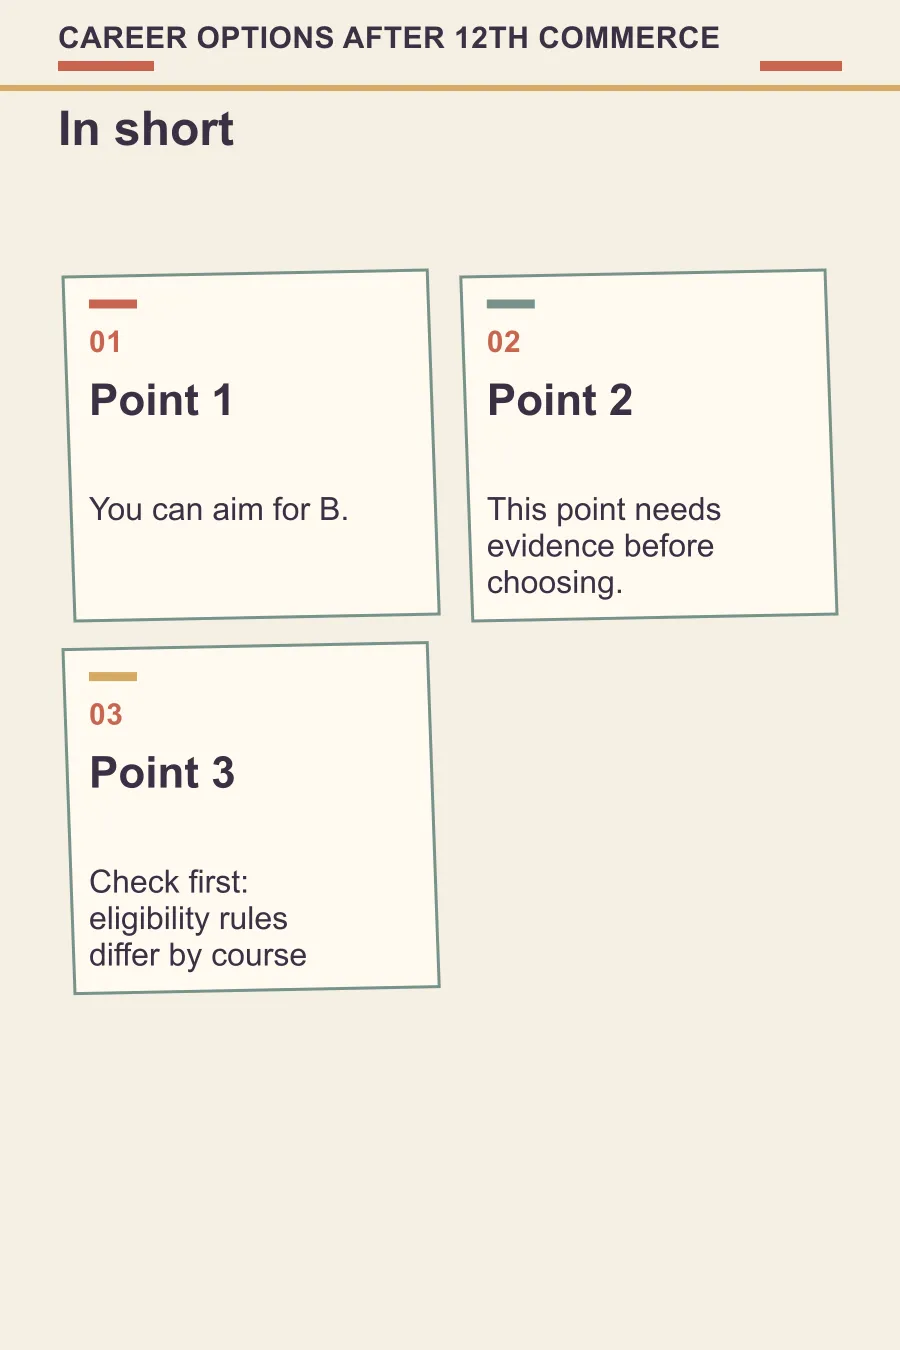 CAREER OPTIONS AFTER 12TH COMMERCE
In short
01
Point 1
You can aim for B.
02
Point 2
This point needs
evidence before
choosing.
03
Point 3
Check first:
eligibility rules
differ by course